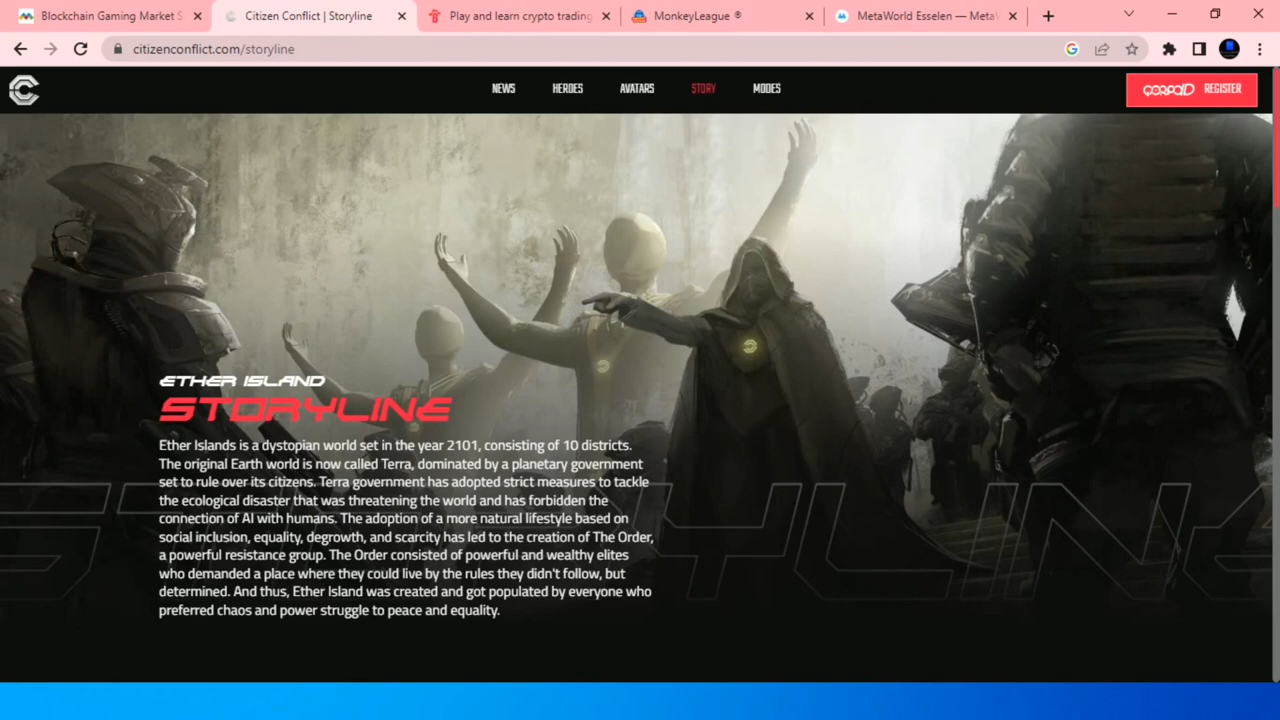 Blockchain Gaming Market S
Citizen Conflict | Storyline
Play and learn crypto trading
MonkeyLeague ®
MetaWorld Esselen — Meta
citizenconflict.com/storyline
NEWS
HEROES
AVATARS
STORY
MODES
QORPOID REGISTER
ETHER ISLAND
STORYLINE
Ether Islands is a dystopian world set in the year 2101, consisting of 10 districts.
The original Earth world is now called Terra, dominated by a planetary government
set to rule over its citizens. Terra government has adopted strict measures to tackle
the ecological disaster that was threatening the world and has forbidden the
connection of AI with humans. The adoption of a more natural lifestyle based on
social inclusion, equality, degrowth, and scarcity has led to the creation of The Order,
a powerful resistance group. The Order consisted of powerful and wealthy elites
who demanded a place where they could live by the rules they didn't follow, but
determined. And thus, Ether Island was created and got populated by everyone who
preferred chaos and power struggle to peace and equality.
STORYLINE